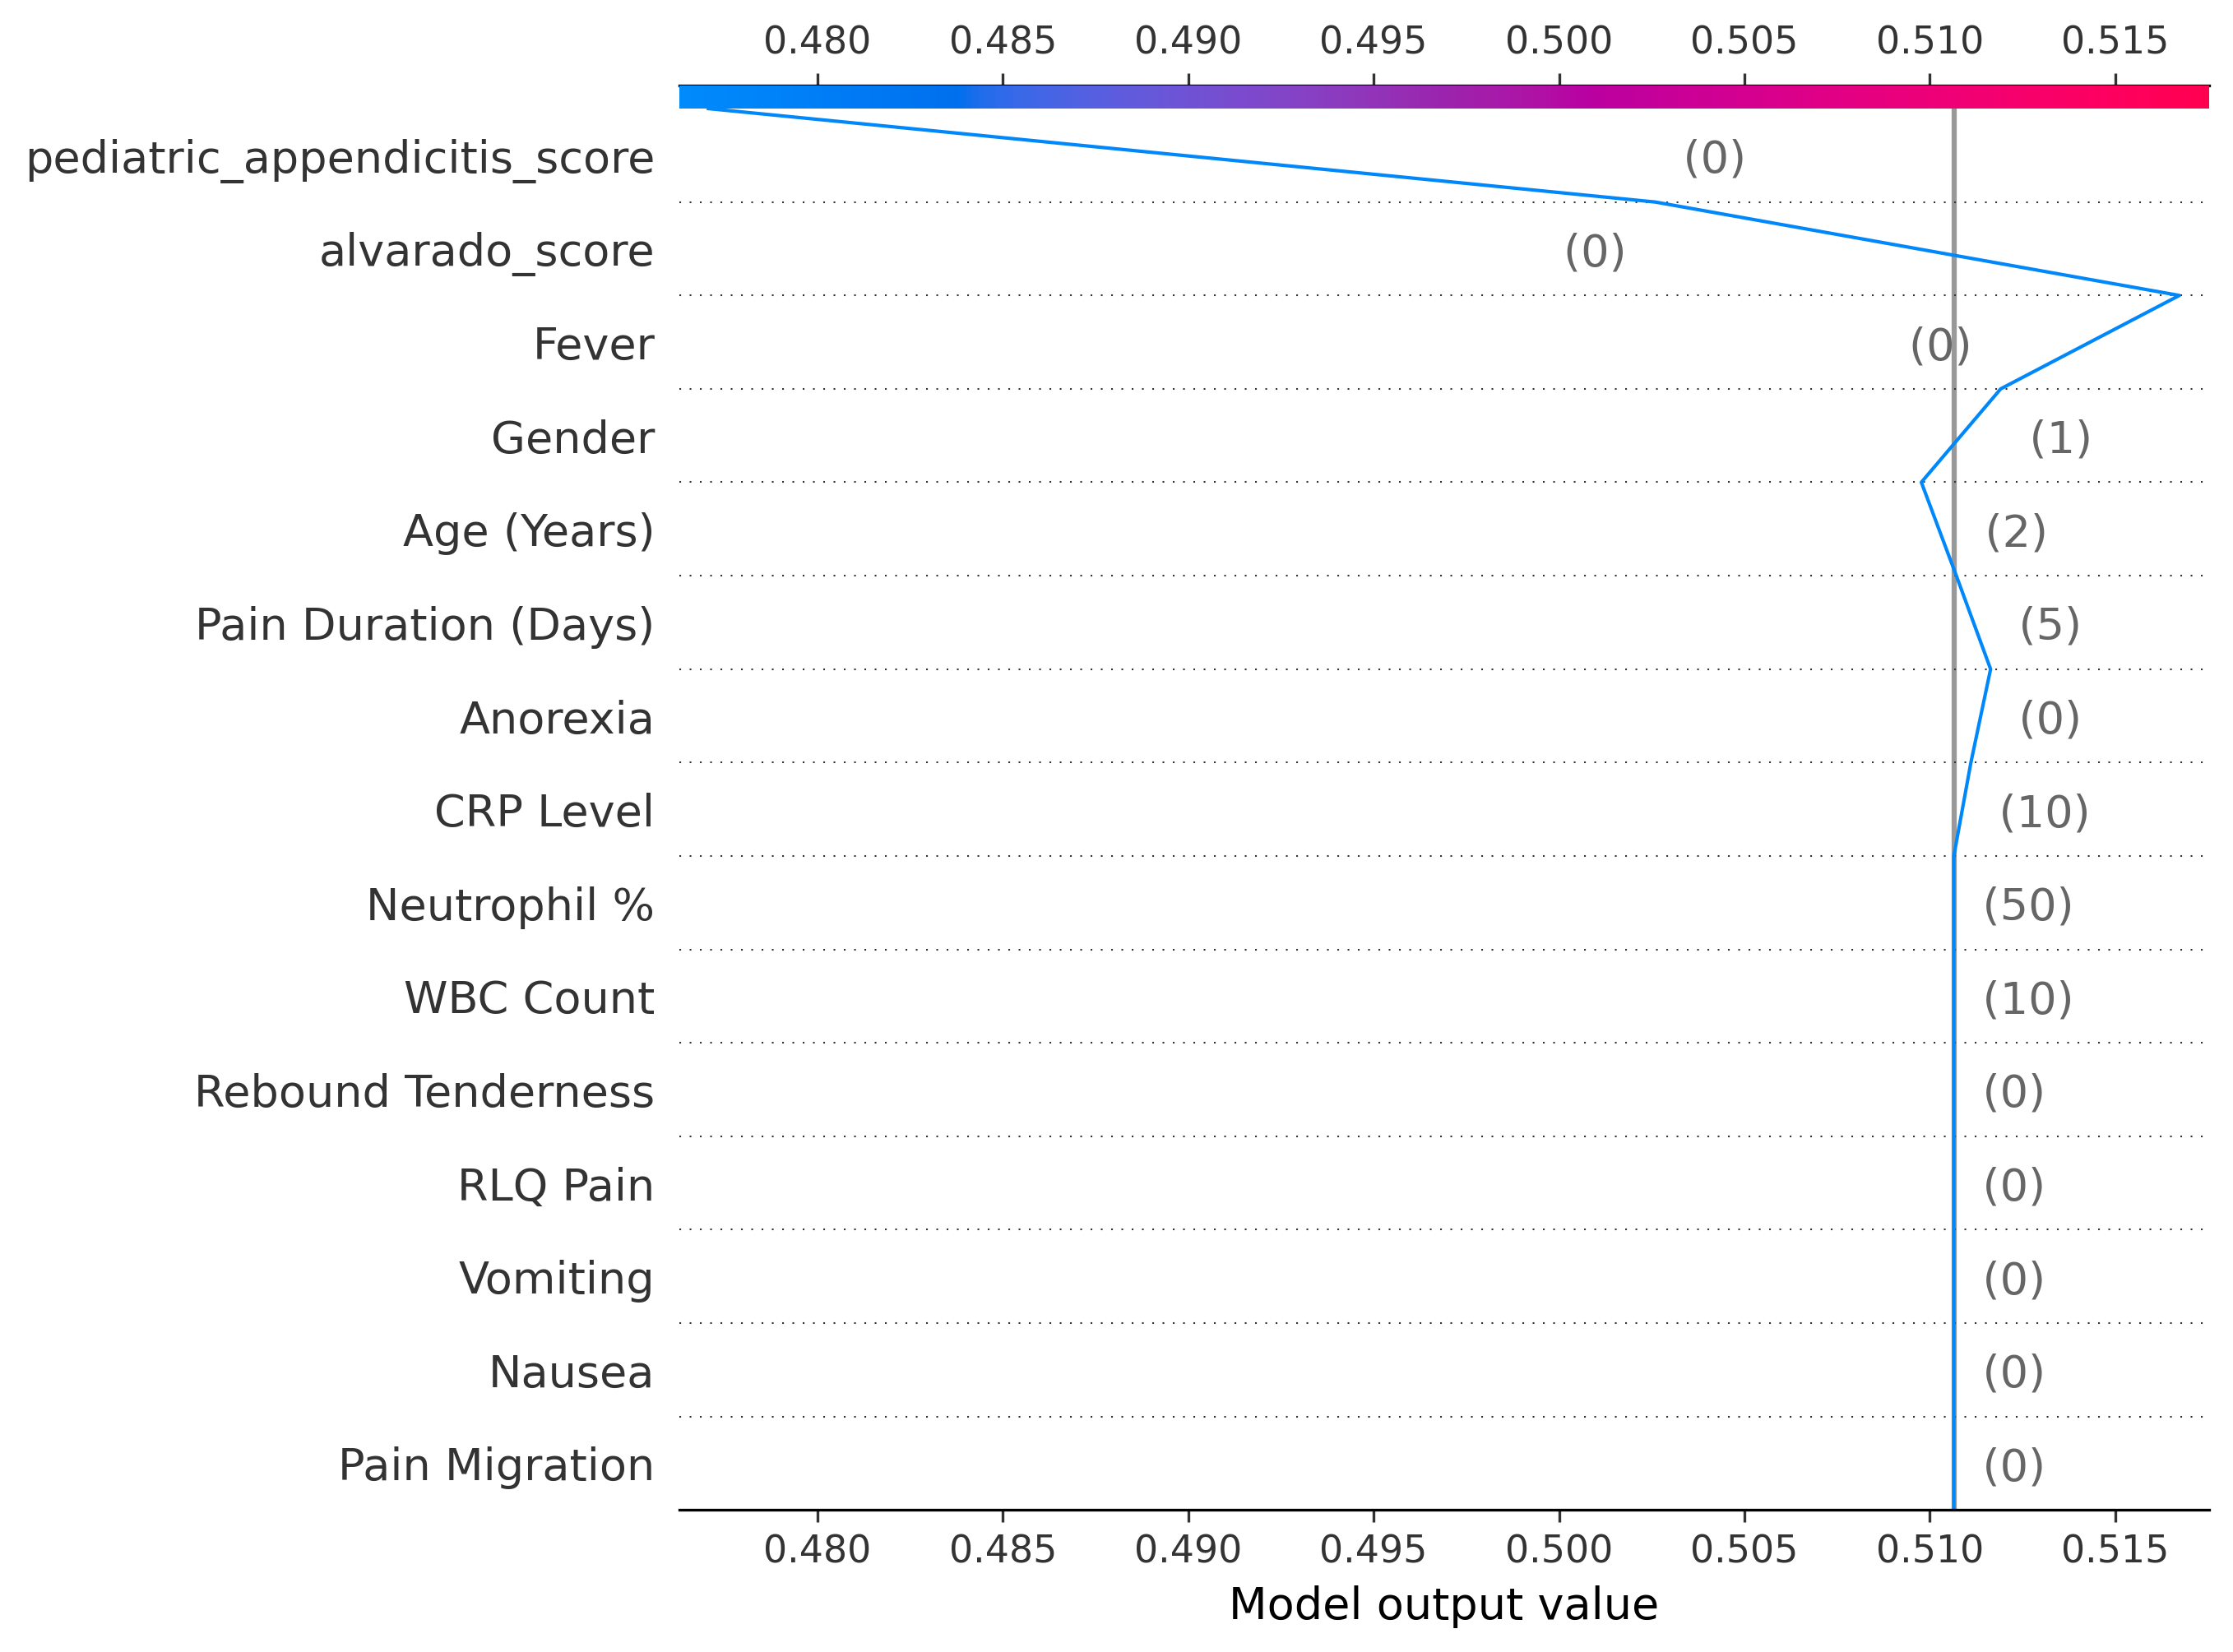 0.480 0.485 0.490 0.495 0.500 0.505 0.510 0.515
pediatric_appendicitis_score (0)
alvarado_score (0)
Fever (0)
Gender (1)
Age (Years) (2)
Pain Duration (Days) (5)
Anorexia (0)
CRP Level (10)
Neutrophil % (50)
WBC Count (10)
Rebound Tenderness (0)
RLQ Pain (0)
Vomiting (0)
Nausea (0)
Pain Migration (0)
0.480 0.485 0.490 0.495 0.500 0.505 0.510 0.515
Model output value